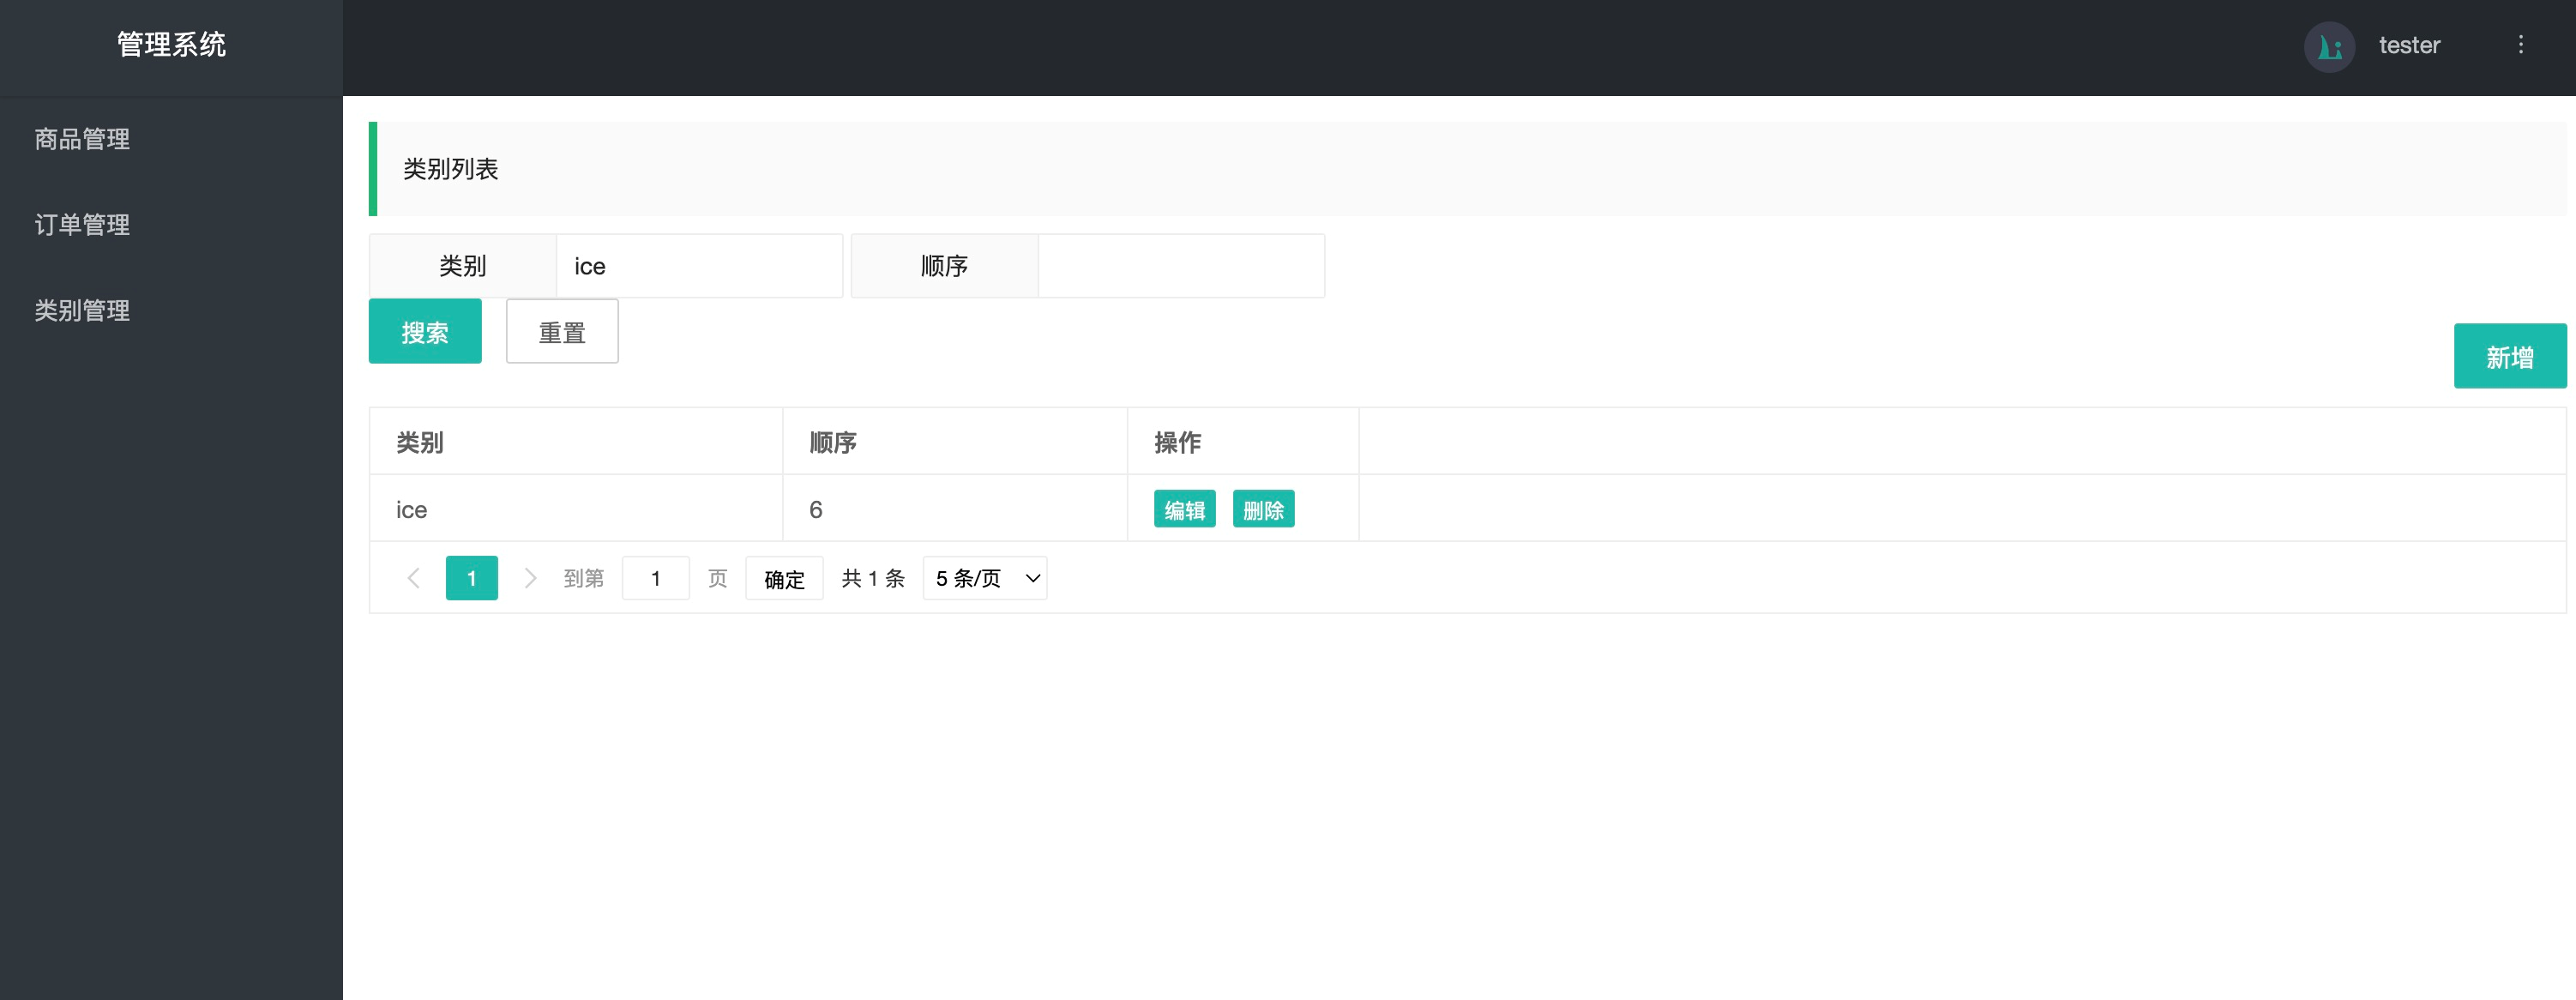 管理系统
tester
商品管理
订单管理
类别管理
类别列表
类别 ice 顺序
搜索 重置
新增
类别 顺序 操作
ice 6 编辑 删除
1 到第 1 页 确定 共 1 条 5 条/页